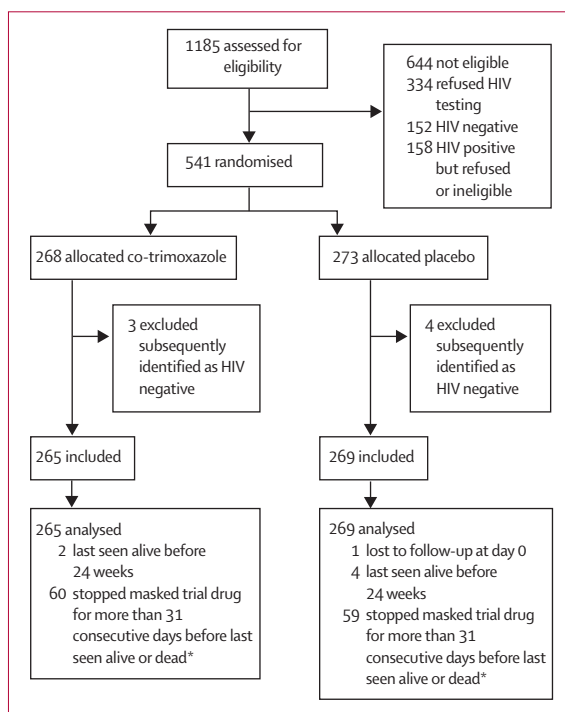 1185 assessed for
eligibility
644 not eligible
334 refused HIV
testing
152 HIV negative
158 HIV positive
but refused
or ineligible
541 randomised
268 allocated co-trimoxazole
273 allocated placebo
3 excluded
subsequently
identified as HIV
negative
4 excluded
subsequently
identified as HIV
negative
265 included
269 included
265 analysed
2 last seen alive before
24 weeks
60 stopped masked trial drug
for more than 31
consecutive days before last
seen alive or dead*
269 analysed
1 lost to follow-up at day 0
4 last seen alive before
24 weeks
59 stopped masked trial drug
for more than 31
consecutive days before last
seen alive or dead*